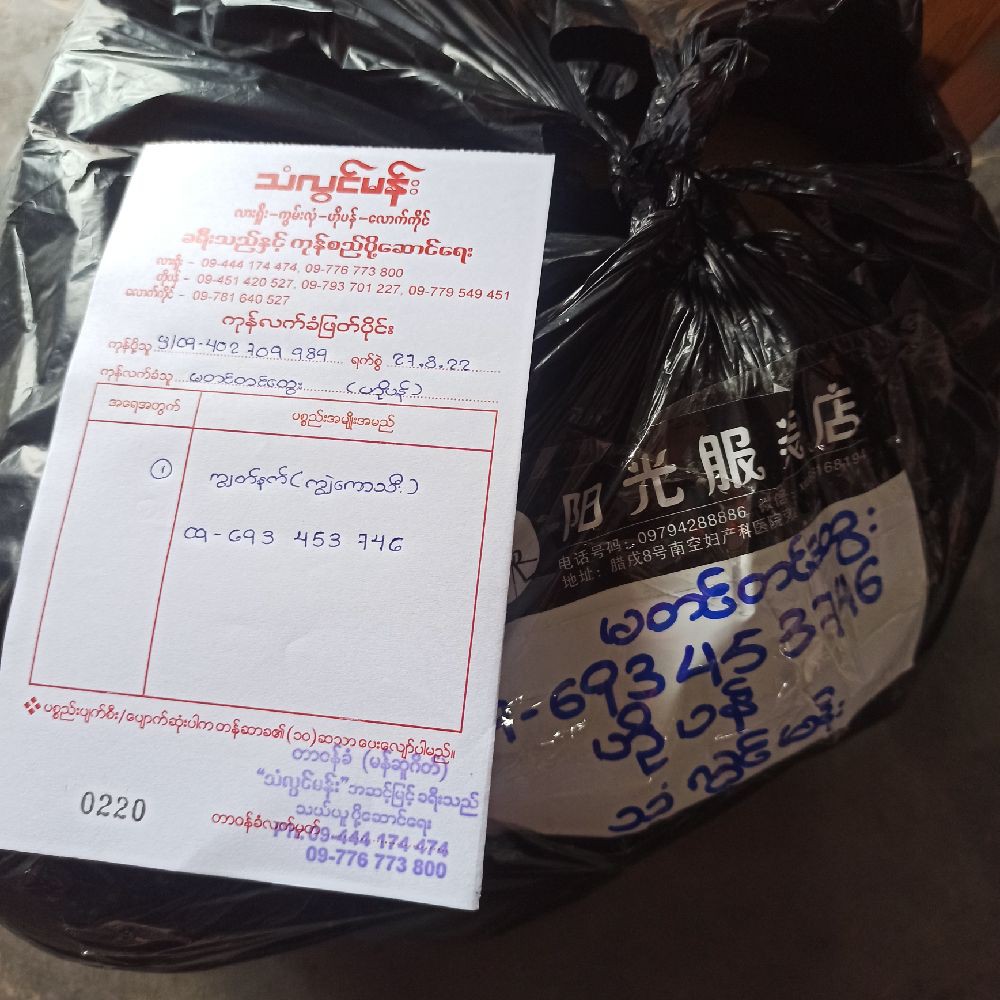 သံလွင်မန်း
လားရှိုး-ကွမ်းလုံ-ဟိုပန်-လောက်ကိုင်
ခရီးသည်နှင့် ကုန်စည်ပို့ဆောင်ရေး
လားရှိုး - 09-444 174 474, 09-776 773 800
ဟိုပန် - 09-451 420 527, 09-793 701 227, 09-779 549 451
လောက်ကိုင် - 09-781 640 527
ကုန်လက်ခံဖြတ်ပိုင်း
ကုန်ပို့သူ 09-402 709 989 ရက်စွဲ 27.8.22
ကုန်လက်ခံသူ မတင်တင်ထွေး (ဟိုပန်)
အရေအတွက် ပစ္စည်းအမျိုးအမည်
၁ ကျွတ်နက် (ကျွဲကောသီး)
09-693 453 746
ပစ္စည်းပျက်စီး/ပျောက်ဆုံးပါက တန်ဆာခ၏ (၁၀) ဆသာ ပေးလျော်ပါမည်။
တာဝန်ခံ (မန်ဆူဂိတ်)
"သံလွင်မန်း" အဆင့်မြင့် ခရီးသည်
သယ်ယူပို့ဆောင်ရေး
0220
တာဝန်ခံလက်မှတ်
Ph: 09-444 174 474
09-776 773 800
阳光服装店
电话号码: 09794288886 微信:
地址: 腊戌8号南空妇产科医院
မတင်တင်ထွေး
693 453 746
ဟိုပန်
သံလွင်မန်း